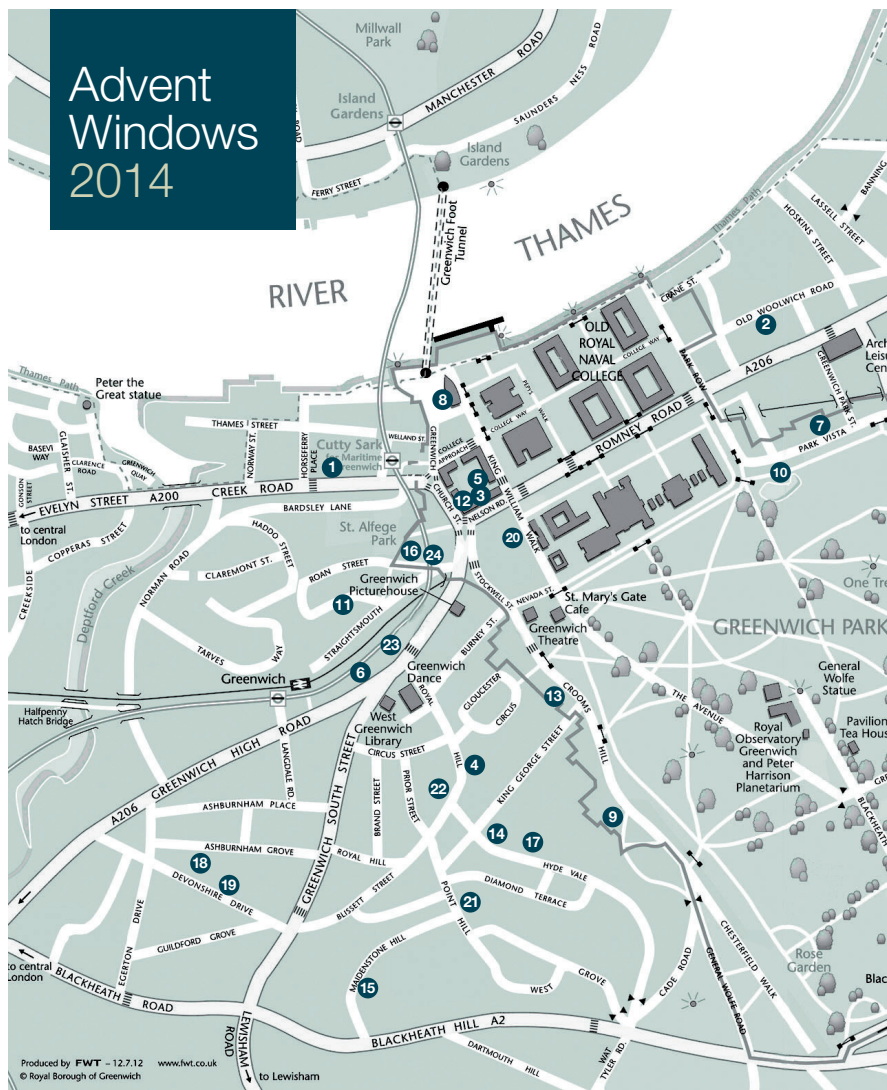 Advent
Windows
2014
Millwall
Park
MANCHESTER ROAD
SAUNDERS NESS ROAD
Island
Gardens
ROAD
Island
Gardens
FERRY STREET
Greenwich Foot
Tunnel
RIVER
THAMES
Thames Path
BANNING
LASSELL STREET
HOSKINS STREET
CRANE ST.
OLD WOOLWICH ROAD
2
OLD
ROYAL
NAVAL
COLLEGE
COLLEGE WAY
PARK ROW
A206
GREENWICH PARK ST.
Arch
Leisu
Cen
Thames Path
Peter the
Great statue
THAMES STREET
8
PEPYS WALK
COLLEGE WAY
ROMNEY ROAD
7
PARK VISTA
10
BASEVI
WAY
GLAISHER ST.
CLARENCE
ROAD
GREENWICH
QUAY
NORWAY ST.
HORSEFERRY
PLACE
1
Cutty Sark
for Maritime
Greenwich
WELLAND ST.
GREENWICH
CHURCH ST.
COLLEGE
APPROACH
KING WILLIAM WALK
5
12
3
NELSON RD.
GONSON
STREET
EVELYN STREET A200
CREEK ROAD
to central
London
BARDSLEY LANE
St. Alfege
Park
COPPERAS STREET
CREEKSIDE
Deptford Creek
NORMAN ROAD
HADDO STREET
CLAREMONT ST.
ROAN STREET
16
24
20
STOCKWELL ST.
NEVADA ST.
Greenwich
Picturehouse
St. Mary's Gate
Cafe
Greenwich
Theatre
One Tre
GREENWICH PARK
11
STRAIGHTSMOUTH
TARVES
WAY
23
6
BURNEY ST.
Greenwich
Greenwich
Dance
ROYAL
HILL
GLOUCESTER
CIRCUS
13
CROOMS
HILL
THE AVENUE
General
Wolfe
Statue
Royal
Observatory
Greenwich
and Peter
Harrison
Planetarium
Pavilion
Tea Hous
GRE
BLACKHEATH
Halfpenny
Hatch Bridge
West
Greenwich
Library
CIRCUS STREET
4
KING GEORGE STREET
22
A206 GREENWICH HIGH ROAD
LANGDALE RD.
GREENWICH SOUTH STREET
BRAND STREET
PRIOR STREET
9
ASHBURNHAM PLACE
ASHBURNHAM GROVE
ROYAL HILL
14
17
HYDE VALE
18
19
DEVONSHIRE DRIVE
BLISSETT STREET
POINT HILL
DIAMOND
TERRACE
21
EGERTON
DRIVE
GUILDFORD GROVE
MAIDENSTONE HILL
15
WEST
GROVE
CADE ROAD
GENERAL WOLFE ROAD
CHESTERFIELD WALK
Rose
Garden
Blac
to central
London
BLACKHEATH
ROAD
LEWISHAM
ROAD
BLACKHEATH HILL A2
DARTMOUTH HILL
WAT
TYLER RD.
to Lewisham
Produced by FWT – 12.7.12 www.fwt.co.uk
© Royal Borough of Greenwich